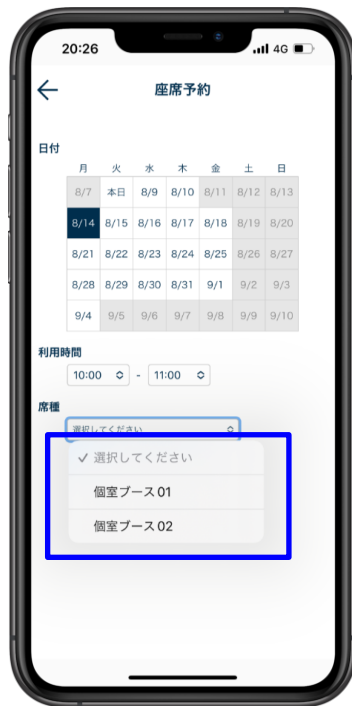 20:26 4G
座席予約
日付
月 火 水 木 金 土 日
8/7 本日 8/9 8/10 8/11 8/12 8/13
8/14 8/15 8/16 8/17 8/18 8/19 8/20
8/21 8/22 8/23 8/24 8/25 8/26 8/27
8/28 8/29 8/30 8/31 9/1 9/2 9/3
9/4 9/5 9/6 9/7 9/8 9/9 9/10
利用時間
10:00 - 11:00
席種
選択してください
選択してください
個室ブース01
個室ブース02